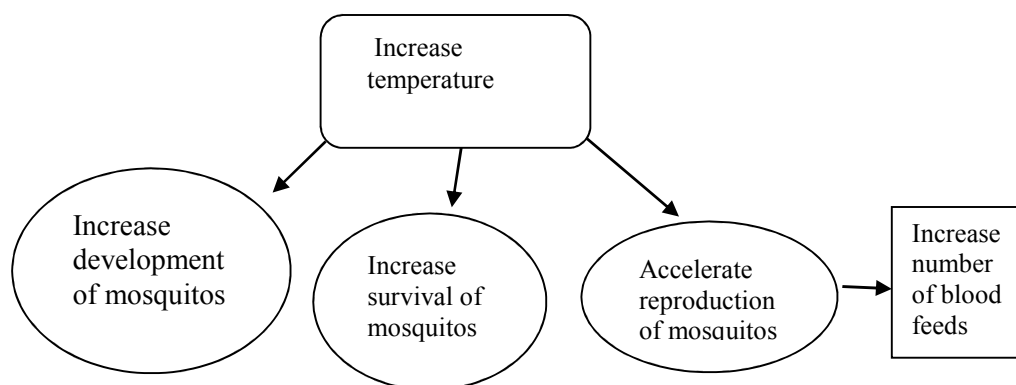 Increase
temperature
Increase
development
of mosquitos
Increase
survival of
mosquitos
Accelerate
reproduction
of mosquitos
Increase
number
of blood
feeds